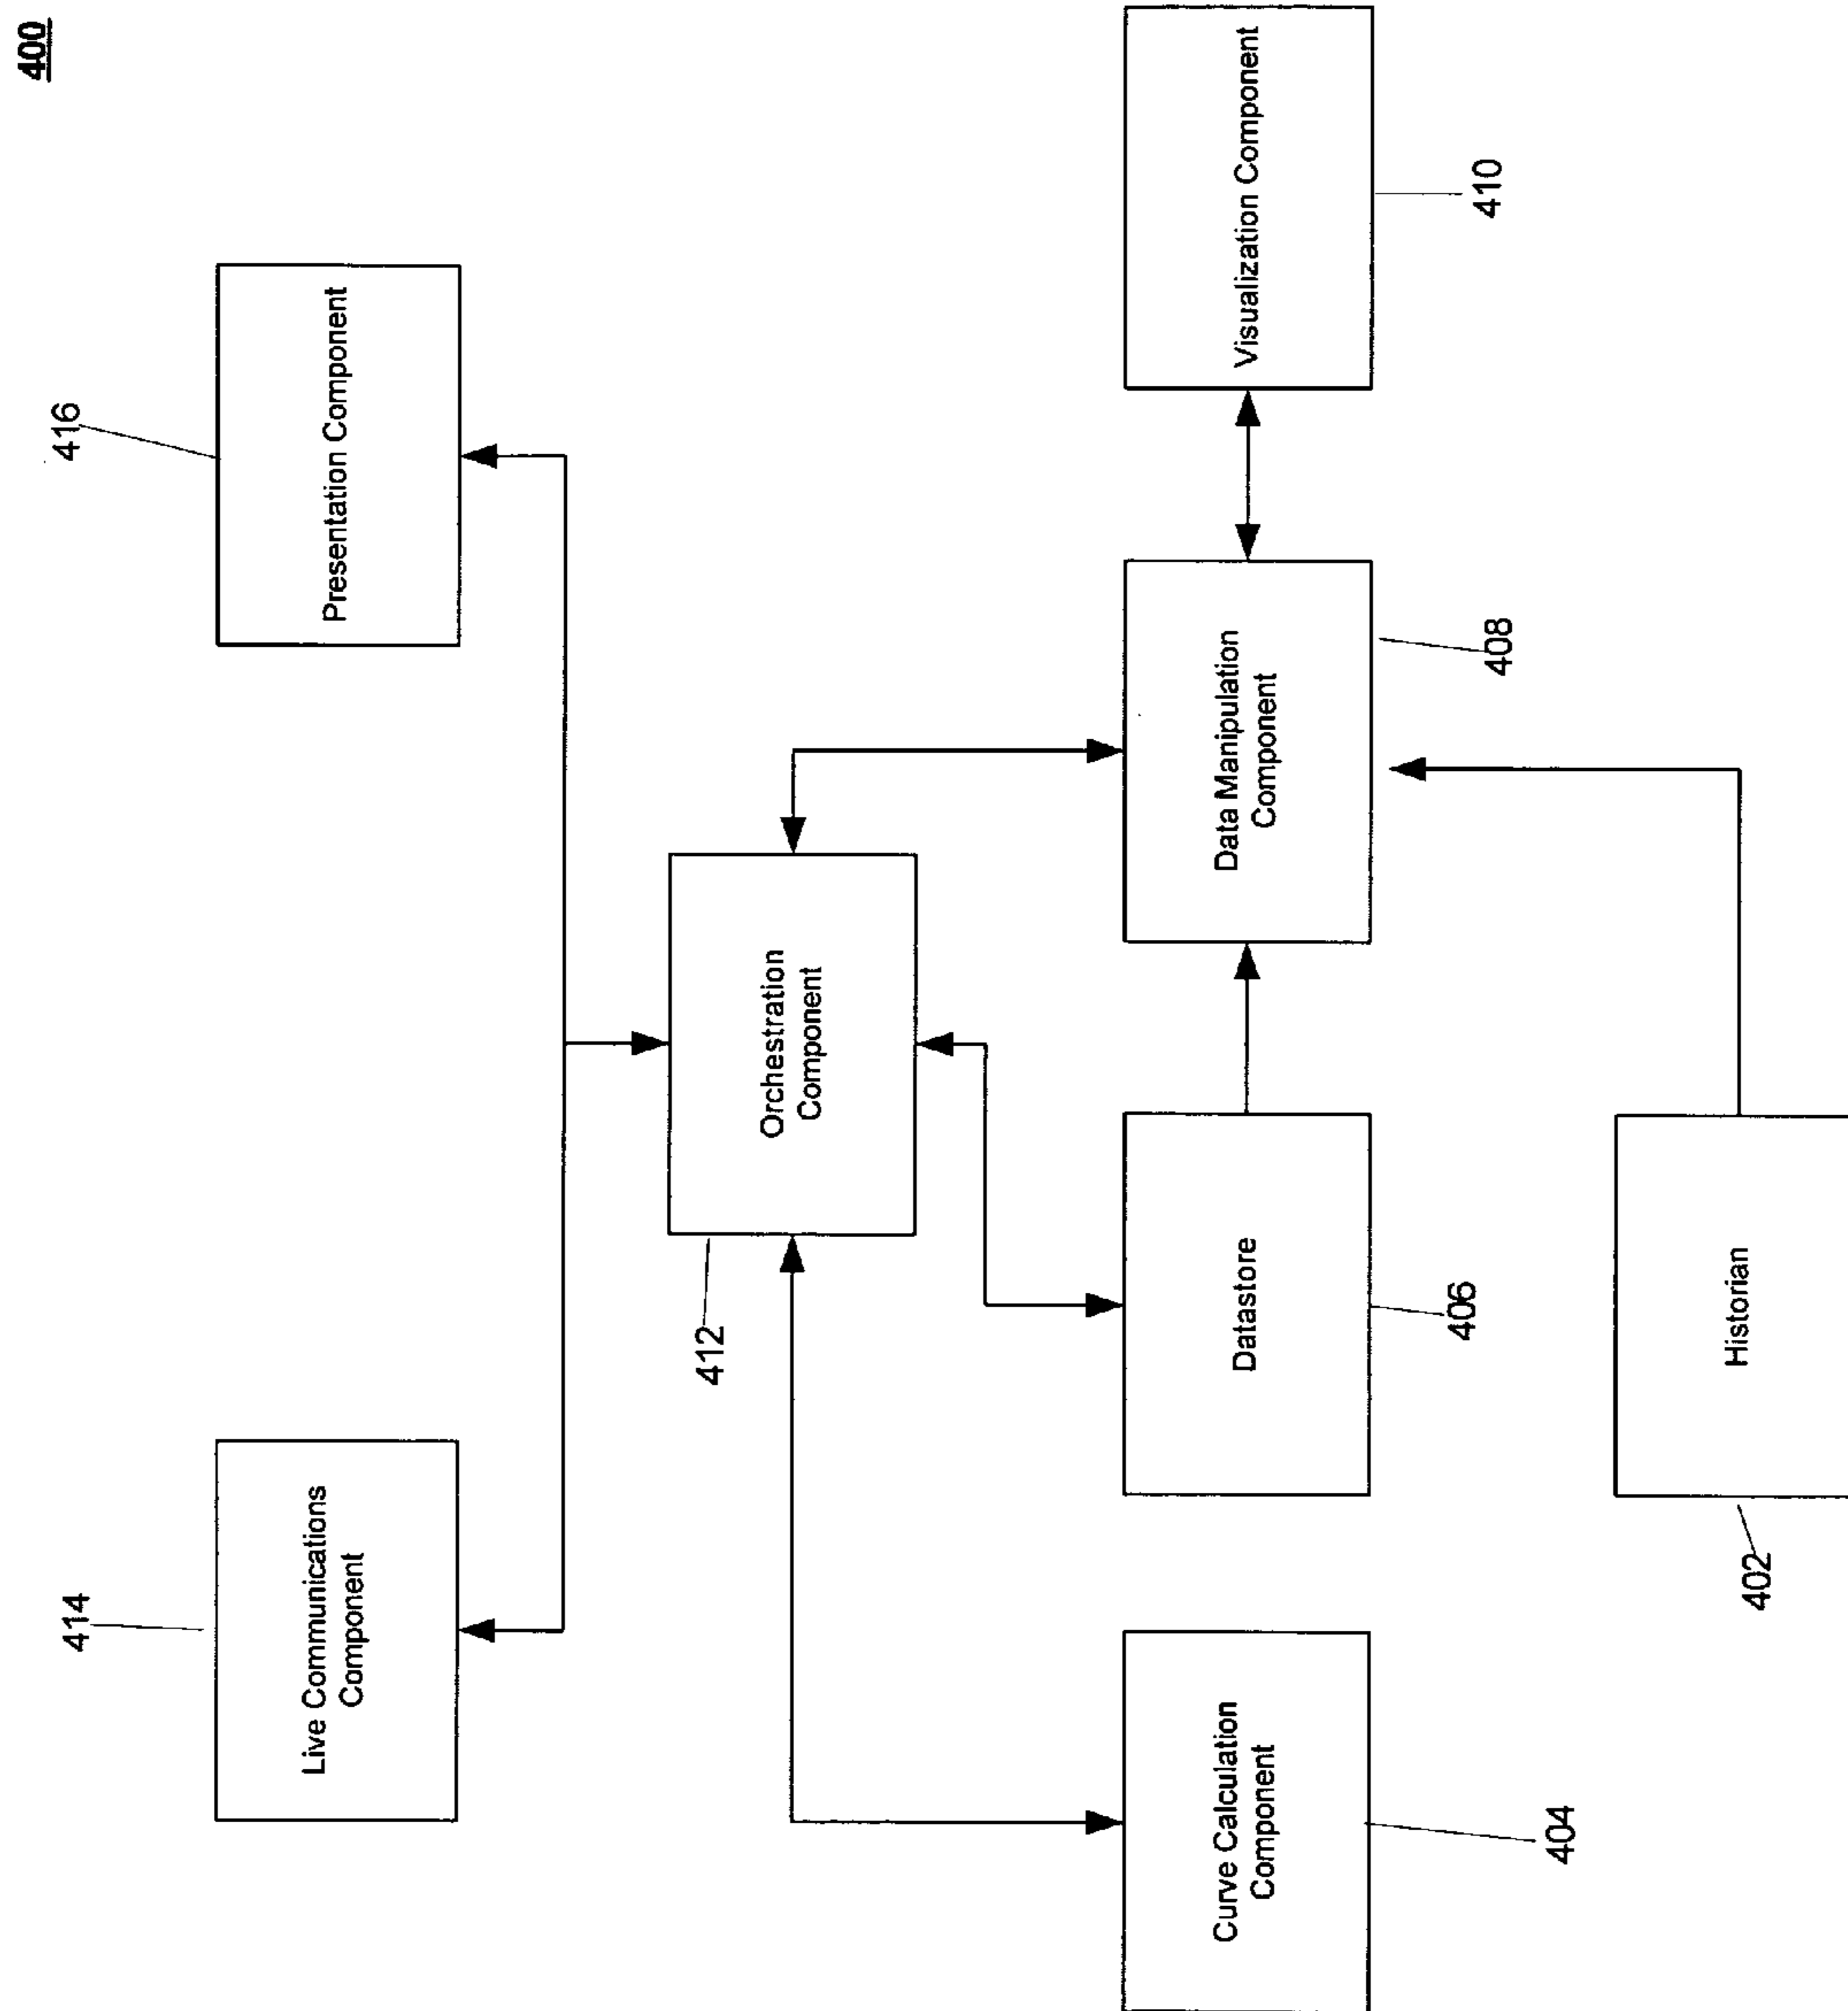 400
414
Live Communications
Component
416
Presentation Component
412
Orchestration
Component
404
Curve Calculation
Component
Datastore
406
Data Manipulation
Component
408
Visualization Component
410
402
Historian